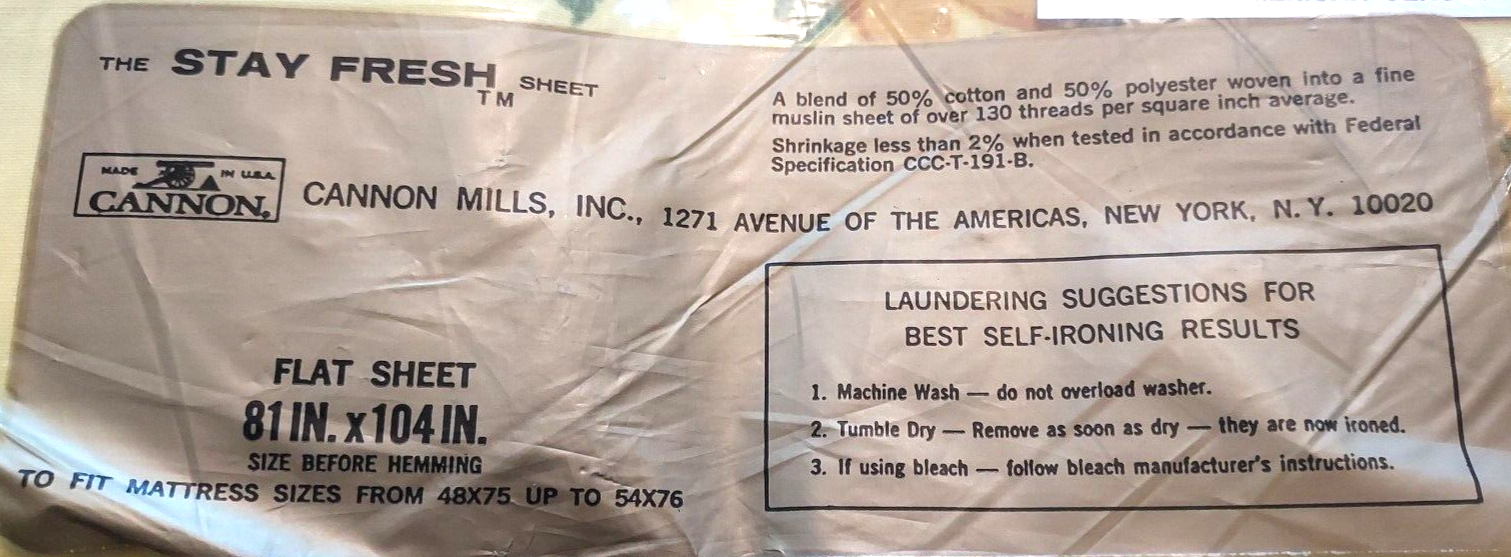 THE STAY FRESH TM SHEET
A blend of 50% cotton and 50% polyester woven into a fine
muslin sheet of over 130 threads per square inch average.
Shrinkage less than 2% when tested in accordance with Federal
Specification CCC-T-191-B.
MADE IN U.S.A.
CANNON
CANNON MILLS, INC., 1271 AVENUE OF THE AMERICAS, NEW YORK, N.Y. 10020
FLAT SHEET
81 IN. x 104 IN.
SIZE BEFORE HEMMING
TO FIT MATTRESS SIZES FROM 48X75 UP TO 54X76
LAUNDERING SUGGESTIONS FOR
BEST SELF-IRONING RESULTS
1. Machine Wash — do not overload washer.
2. Tumble Dry — Remove as soon as dry — they are now ironed.
3. If using bleach — follow bleach manufacturer's instructions.